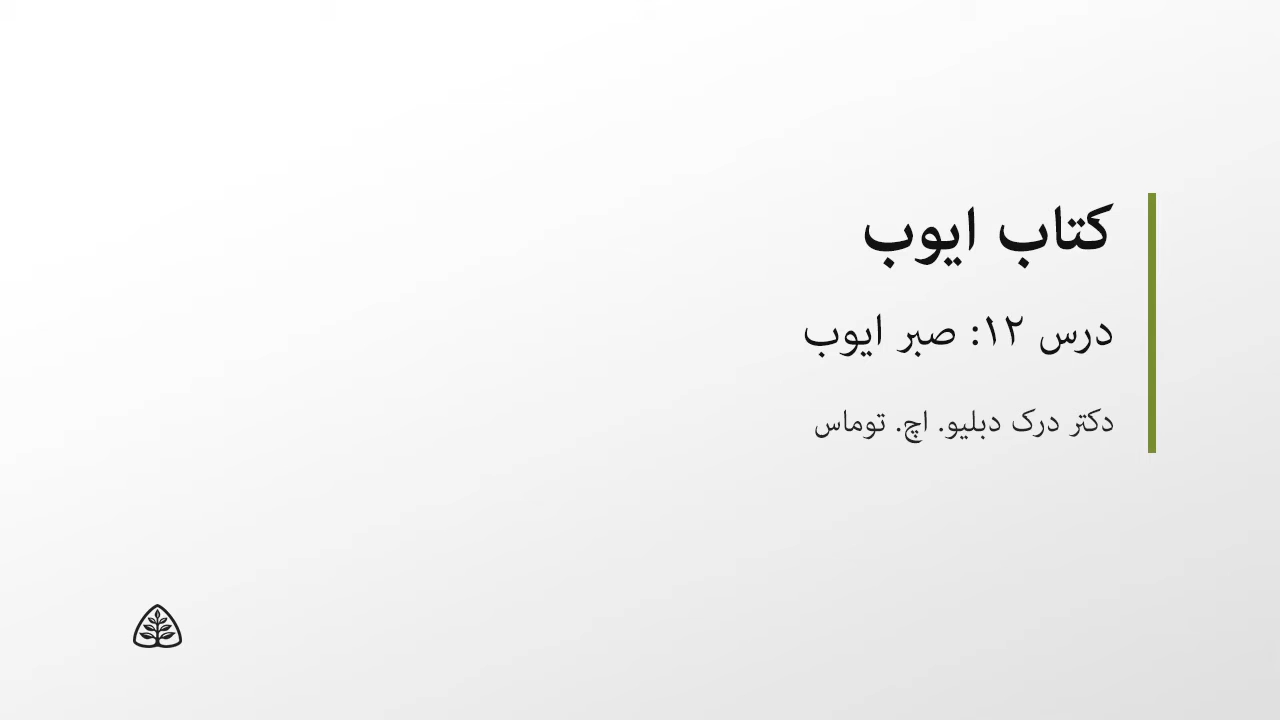 کتاب ایوب
درس ۱۲: صبر ایوب
دکتر درک دبلیو. اچ. توماس